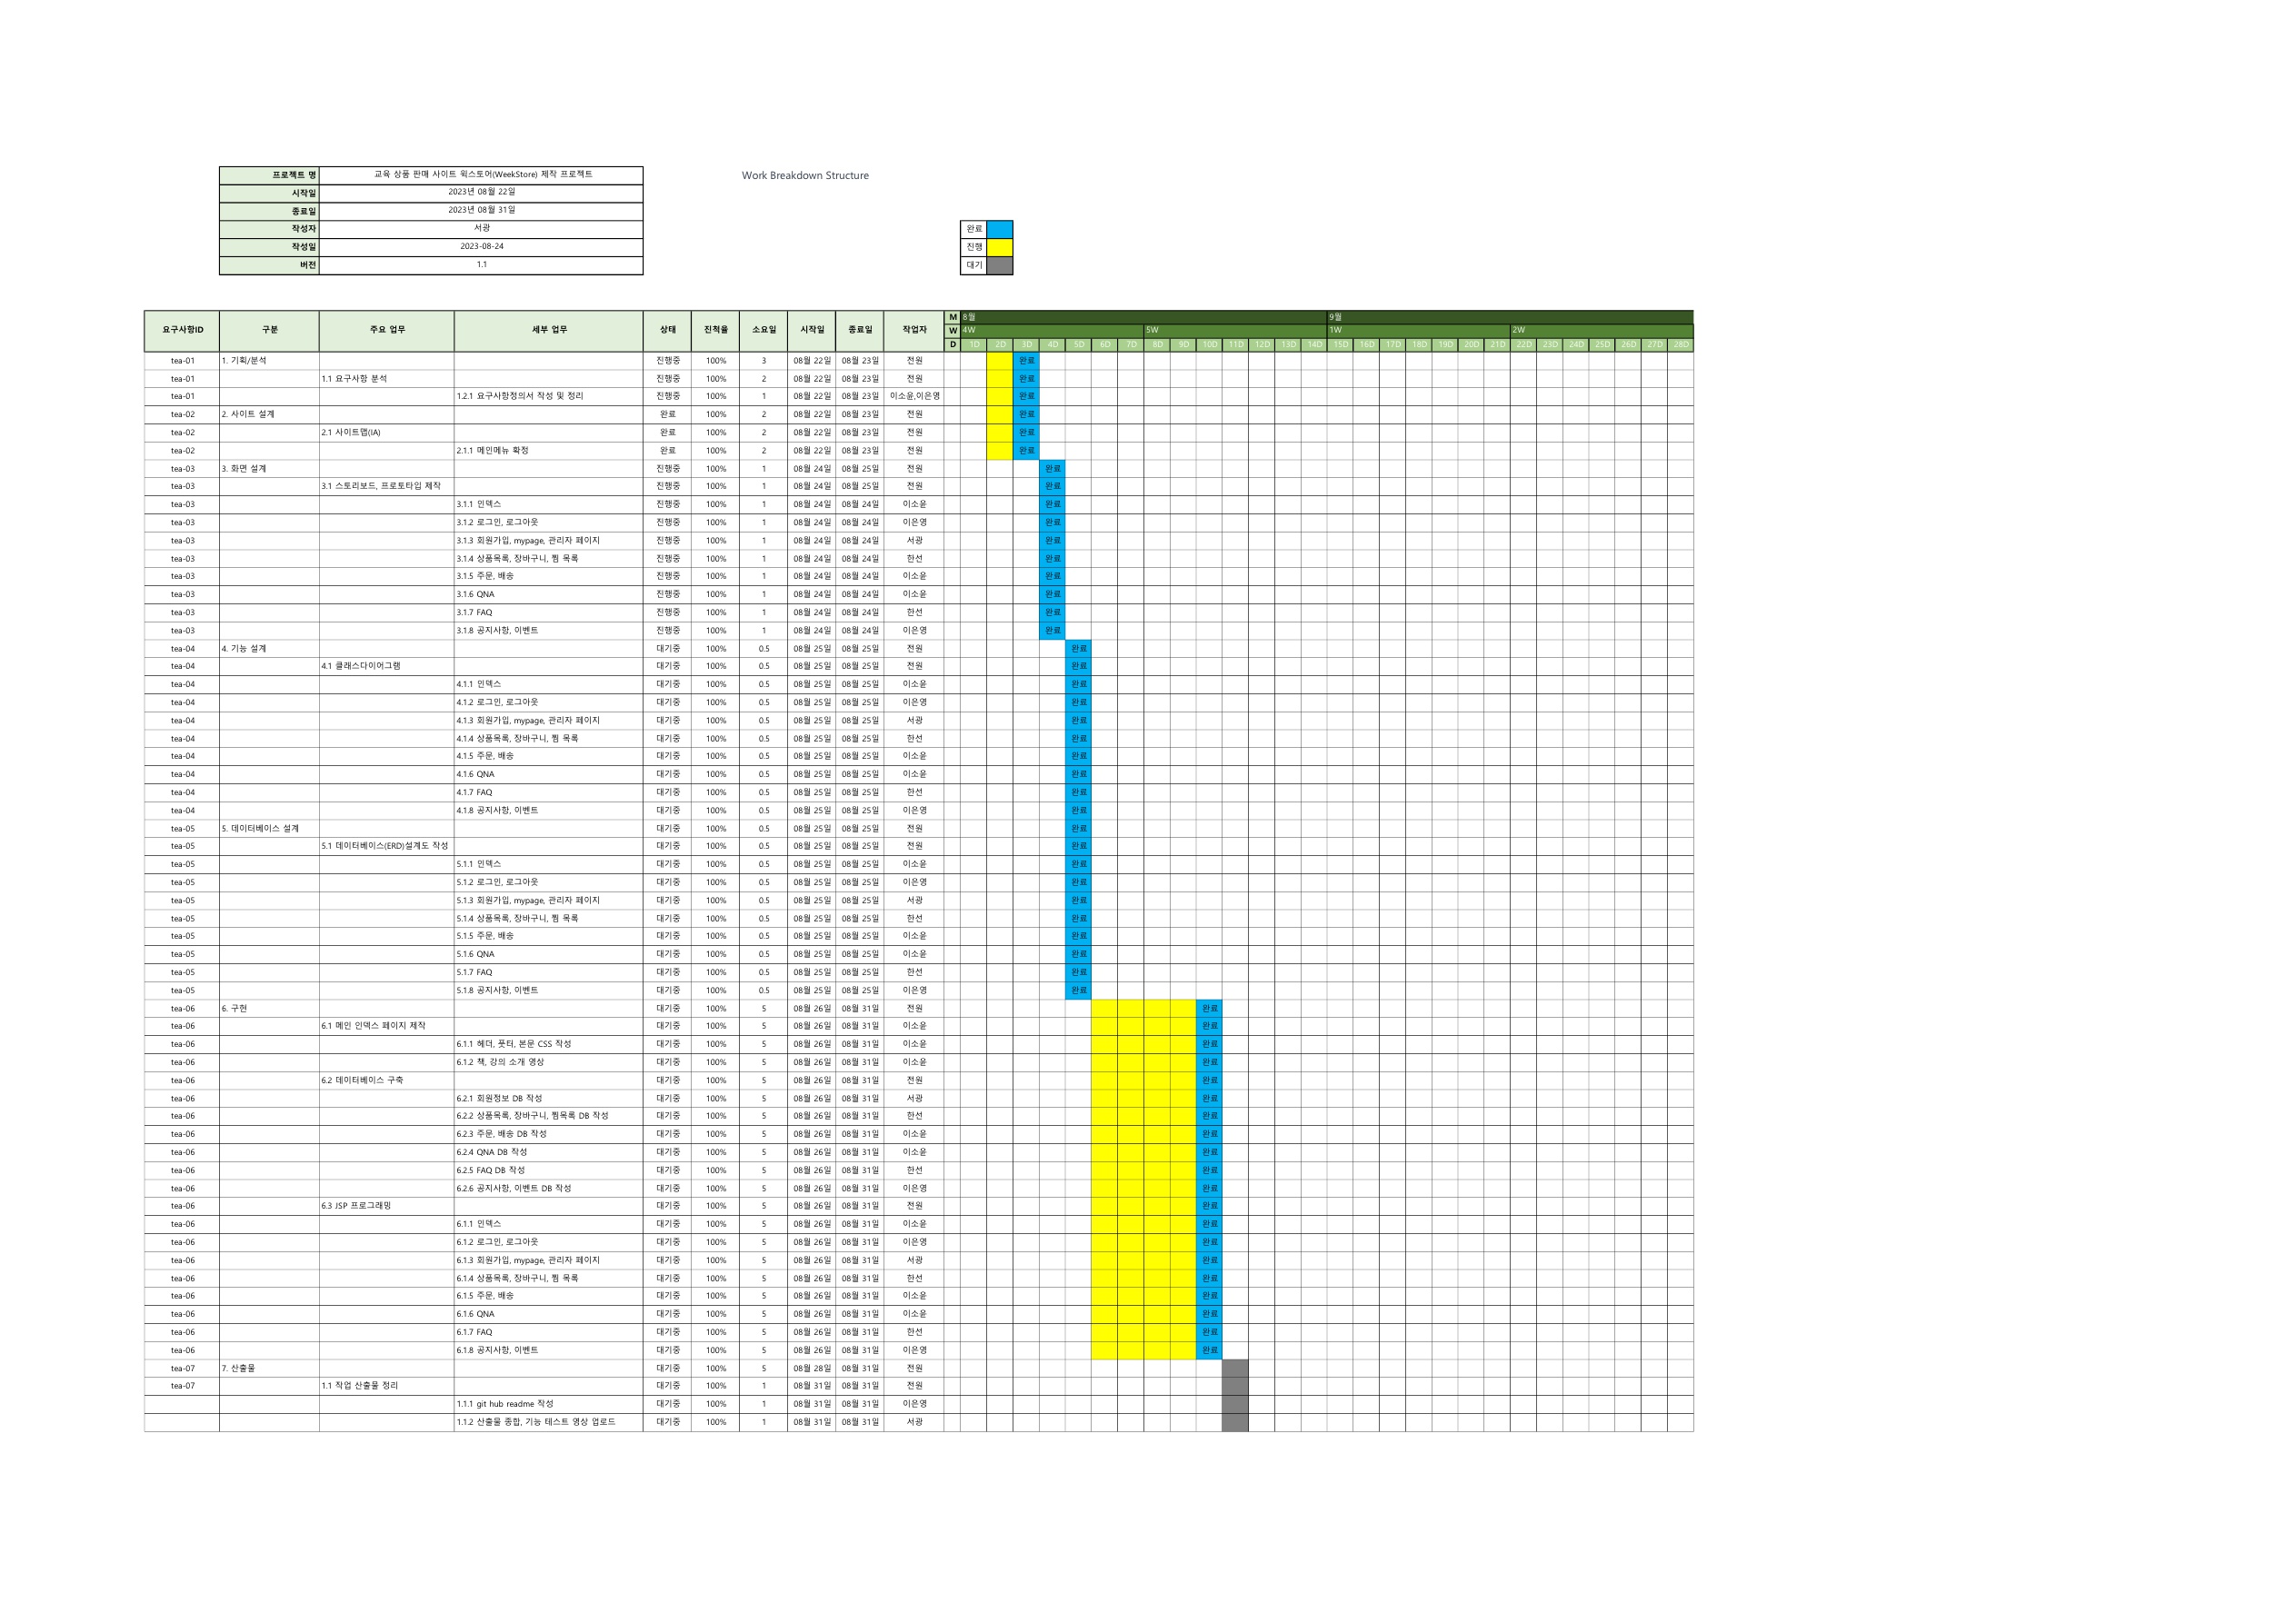 프로젝트 명 교육 상품 판매 사이트 윅스토어(WeekStore) 제작 프로젝트 Work Breakdown Structure
시작일 2023년 08월 22일
종료일 2023년 08월 31일
작성자 서광 완료
작성일 2023-08-24 진행
버전 1.1 대기
M 8월 9월
요구사항ID 구분 주요 업무 세부 업무 상태 진척율 소요일 시작일 종료일 작업자 W 4W 5W 1W 2W
D 1D 2D 3D 4D 5D 6D 7D 8D 9D 10D 11D 12D 13D 14D 15D 16D 17D 18D 19D 20D 21D 22D 23D 24D 25D 26D 27D 28D
tea-01 1. 기획/분석 진행중 100% 3 08월 22일 08월 23일 전원 완료
tea-01 1.1 요구사항 분석 진행중 100% 2 08월 22일 08월 23일 전원 완료
tea-01 1.2.1 요구사항정의서 작성 및 정리 진행중 100% 1 08월 22일 08월 23일 이소윤,이은영 완료
tea-02 2. 사이트 설계 완료 100% 2 08월 22일 08월 23일 전원 완료
tea-02 2.1 사이트맵(IA) 완료 100% 2 08월 22일 08월 23일 전원 완료
tea-02 2.1.1 메인메뉴 확정 완료 100% 2 08월 22일 08월 23일 전원 완료
tea-03 3. 화면 설계 진행중 100% 1 08월 24일 08월 25일 전원 완료
tea-03 3.1 스토리보드, 프로토타입 제작 진행중 100% 1 08월 24일 08월 25일 전원 완료
tea-03 3.1.1 인덱스 진행중 100% 1 08월 24일 08월 24일 이소윤 완료
tea-03 3.1.2 로그인, 로그아웃 진행중 100% 1 08월 24일 08월 24일 이은영 완료
tea-03 3.1.3 회원가입, mypage, 관리자 페이지 진행중 100% 1 08월 24일 08월 24일 서광 완료
tea-03 3.1.4 상품목록, 장바구니, 찜 목록 진행중 100% 1 08월 24일 08월 24일 한선 완료
tea-03 3.1.5 주문, 배송 진행중 100% 1 08월 24일 08월 24일 이소윤 완료
tea-03 3.1.6 QNA 진행중 100% 1 08월 24일 08월 24일 이소윤 완료
tea-03 3.1.7 FAQ 진행중 100% 1 08월 24일 08월 24일 한선 완료
tea-03 3.1.8 공지사항, 이벤트 진행중 100% 1 08월 24일 08월 24일 이은영 완료
tea-04 4. 기능 설계 대기중 100% 0.5 08월 25일 08월 25일 전원 완료
tea-04 4.1 클래스다이어그램 대기중 100% 0.5 08월 25일 08월 25일 전원 완료
tea-04 4.1.1 인덱스 대기중 100% 0.5 08월 25일 08월 25일 이소윤 완료
tea-04 4.1.2 로그인, 로그아웃 대기중 100% 0.5 08월 25일 08월 25일 이은영 완료
tea-04 4.1.3 회원가입, mypage, 관리자 페이지 대기중 100% 0.5 08월 25일 08월 25일 서광 완료
tea-04 4.1.4 상품목록, 장바구니, 찜 목록 대기중 100% 0.5 08월 25일 08월 25일 한선 완료
tea-04 4.1.5 주문, 배송 대기중 100% 0.5 08월 25일 08월 25일 이소윤 완료
tea-04 4.1.6 QNA 대기중 100% 0.5 08월 25일 08월 25일 이소윤 완료
tea-04 4.1.7 FAQ 대기중 100% 0.5 08월 25일 08월 25일 한선 완료
tea-04 4.1.8 공지사항, 이벤트 대기중 100% 0.5 08월 25일 08월 25일 이은영 완료
tea-05 5. 데이터베이스 설계 대기중 100% 0.5 08월 25일 08월 25일 전원 완료
tea-05 5.1 데이터베이스(ERD)설계도 작성 대기중 100% 0.5 08월 25일 08월 25일 전원 완료
tea-05 5.1.1 인덱스 대기중 100% 0.5 08월 25일 08월 25일 이소윤 완료
tea-05 5.1.2 로그인, 로그아웃 대기중 100% 0.5 08월 25일 08월 25일 이은영 완료
tea-05 5.1.3 회원가입, mypage, 관리자 페이지 대기중 100% 0.5 08월 25일 08월 25일 서광 완료
tea-05 5.1.4 상품목록, 장바구니, 찜 목록 대기중 100% 0.5 08월 25일 08월 25일 한선 완료
tea-05 5.1.5 주문, 배송 대기중 100% 0.5 08월 25일 08월 25일 이소윤 완료
tea-05 5.1.6 QNA 대기중 100% 0.5 08월 25일 08월 25일 이소윤 완료
tea-05 5.1.7 FAQ 대기중 100% 0.5 08월 25일 08월 25일 한선 완료
tea-05 5.1.8 공지사항, 이벤트 대기중 100% 0.5 08월 25일 08월 25일 이은영 완료
tea-06 6. 구현 대기중 100% 5 08월 26일 08월 31일 전원 완료
tea-06 6.1 메인 인덱스 페이지 제작 대기중 100% 5 08월 26일 08월 31일 이소윤 완료
tea-06 6.1.1 헤더, 풋터, 본문 CSS 작성 대기중 100% 5 08월 26일 08월 31일 이소윤 완료
tea-06 6.1.2 책, 강의 소개 영상 대기중 100% 5 08월 26일 08월 31일 이소윤 완료
tea-06 6.2 데이터베이스 구축 대기중 100% 5 08월 26일 08월 31일 전원 완료
tea-06 6.2.1 회원정보 DB 작성 대기중 100% 5 08월 26일 08월 31일 서광 완료
tea-06 6.2.2 상품목록, 장바구니, 찜목록 DB 작성 대기중 100% 5 08월 26일 08월 31일 한선 완료
tea-06 6.2.3 주문, 배송 DB 작성 대기중 100% 5 08월 26일 08월 31일 이소윤 완료
tea-06 6.2.4 QNA DB 작성 대기중 100% 5 08월 26일 08월 31일 이소윤 완료
tea-06 6.2.5 FAQ DB 작성 대기중 100% 5 08월 26일 08월 31일 한선 완료
tea-06 6.2.6 공지사항, 이벤트 DB 작성 대기중 100% 5 08월 26일 08월 31일 이은영 완료
tea-06 6.3 JSP 프로그래밍 대기중 100% 5 08월 26일 08월 31일 전원 완료
tea-06 6.1.1 인덱스 대기중 100% 5 08월 26일 08월 31일 이소윤 완료
tea-06 6.1.2 로그인, 로그아웃 대기중 100% 5 08월 26일 08월 31일 이은영 완료
tea-06 6.1.3 회원가입, mypage, 관리자 페이지 대기중 100% 5 08월 26일 08월 31일 서광 완료
tea-06 6.1.4 상품목록, 장바구니, 찜 목록 대기중 100% 5 08월 26일 08월 31일 한선 완료
tea-06 6.1.5 주문, 배송 대기중 100% 5 08월 26일 08월 31일 이소윤 완료
tea-06 6.1.6 QNA 대기중 100% 5 08월 26일 08월 31일 이소윤 완료
tea-06 6.1.7 FAQ 대기중 100% 5 08월 26일 08월 31일 한선 완료
tea-06 6.1.8 공지사항, 이벤트 대기중 100% 5 08월 26일 08월 31일 이은영 완료
tea-07 7. 산출물 대기중 100% 5 08월 28일 08월 31일 전원
tea-07 1.1 작업 산출물 정리 대기중 100% 1 08월 31일 08월 31일 전원
1.1.1 git hub readme 작성 대기중 100% 1 08월 31일 08월 31일 이은영
1.1.2 산출물 종합, 기능 테스트 영상 업로드 대기중 100% 1 08월 31일 08월 31일 서광